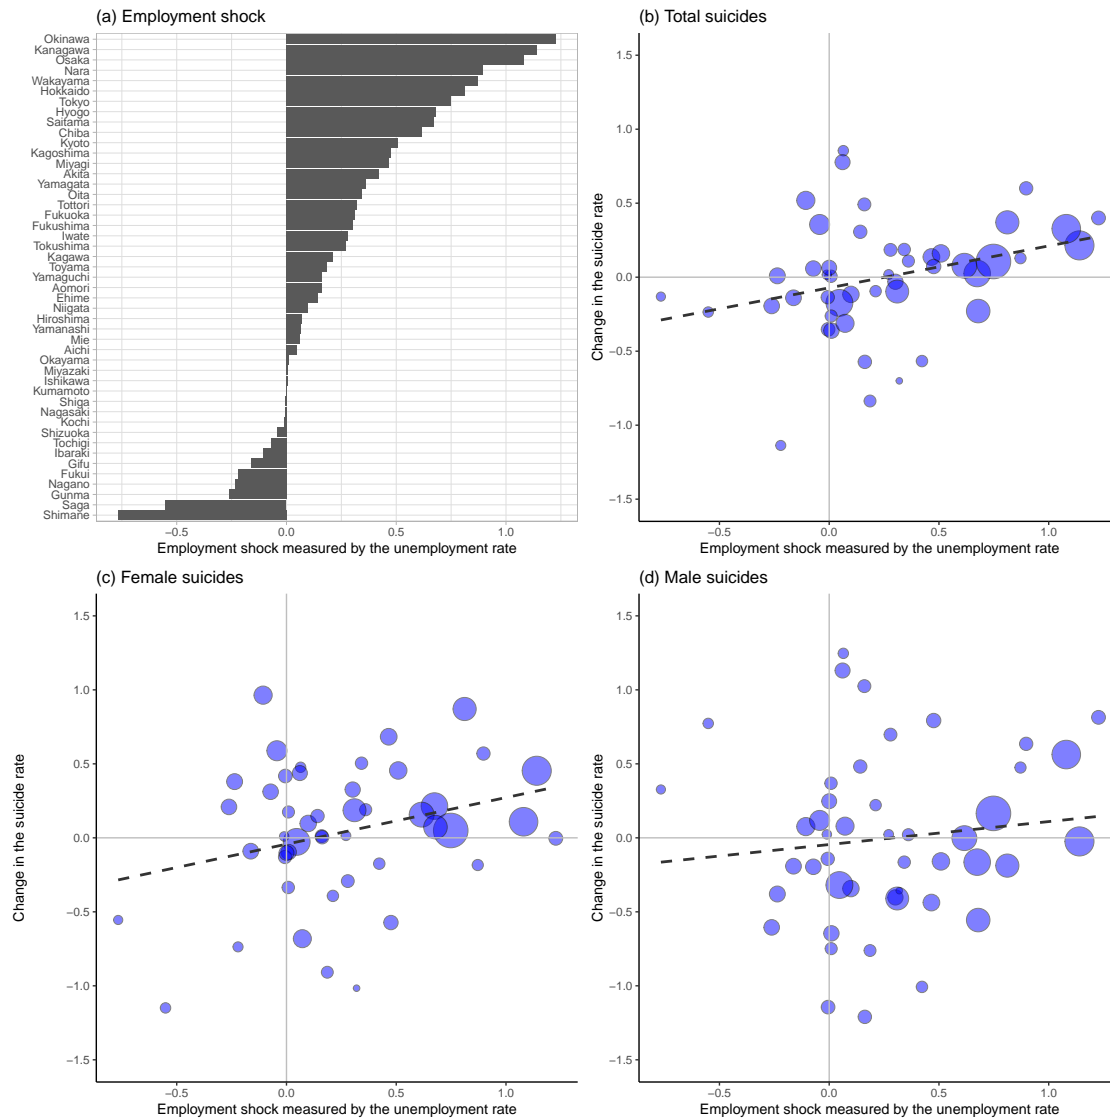 (a) Employment shock
Okinawa
Kanagawa
Osaka
Nara
Wakayama
Hokkaido
Tokyo
Hyogo
Saitama
Chiba
Kyoto
Kagoshima
Miyagi
Akita
Yamagata
Oita
Tottori
Fukuoka
Fukushima
Iwate
Tokushima
Kagawa
Toyama
Yamaguchi
Aomori
Ehime
Niigata
Hiroshima
Yamanashi
Mie
Aichi
Okayama
Miyazaki
Ishikawa
Kumamoto
Shiga
Nagasaki
Kochi
Shizuoka
Tochigi
Ibaraki
Gifu
Fukui
Nagano
Gunma
Saga
Shimane
−0.5 0.0 0.5 1.0
Employment shock measured by the unemployment rate
(b) Total suicides
Change in the suicide rate
1.5
1.0
0.5
0.0
−0.5
−1.0
−1.5
−0.5 0.0 0.5 1.0
Employment shock measured by the unemployment rate
(c) Female suicides
Change in the suicide rate
1.5
1.0
0.5
0.0
−0.5
−1.0
−1.5
−0.5 0.0 0.5 1.0
Employment shock measured by the unemployment rate
(d) Male suicides
Change in the suicide rate
1.5
1.0
0.5
0.0
−0.5
−1.0
−1.5
−0.5 0.0 0.5 1.0
Employment shock measured by the unemployment rate